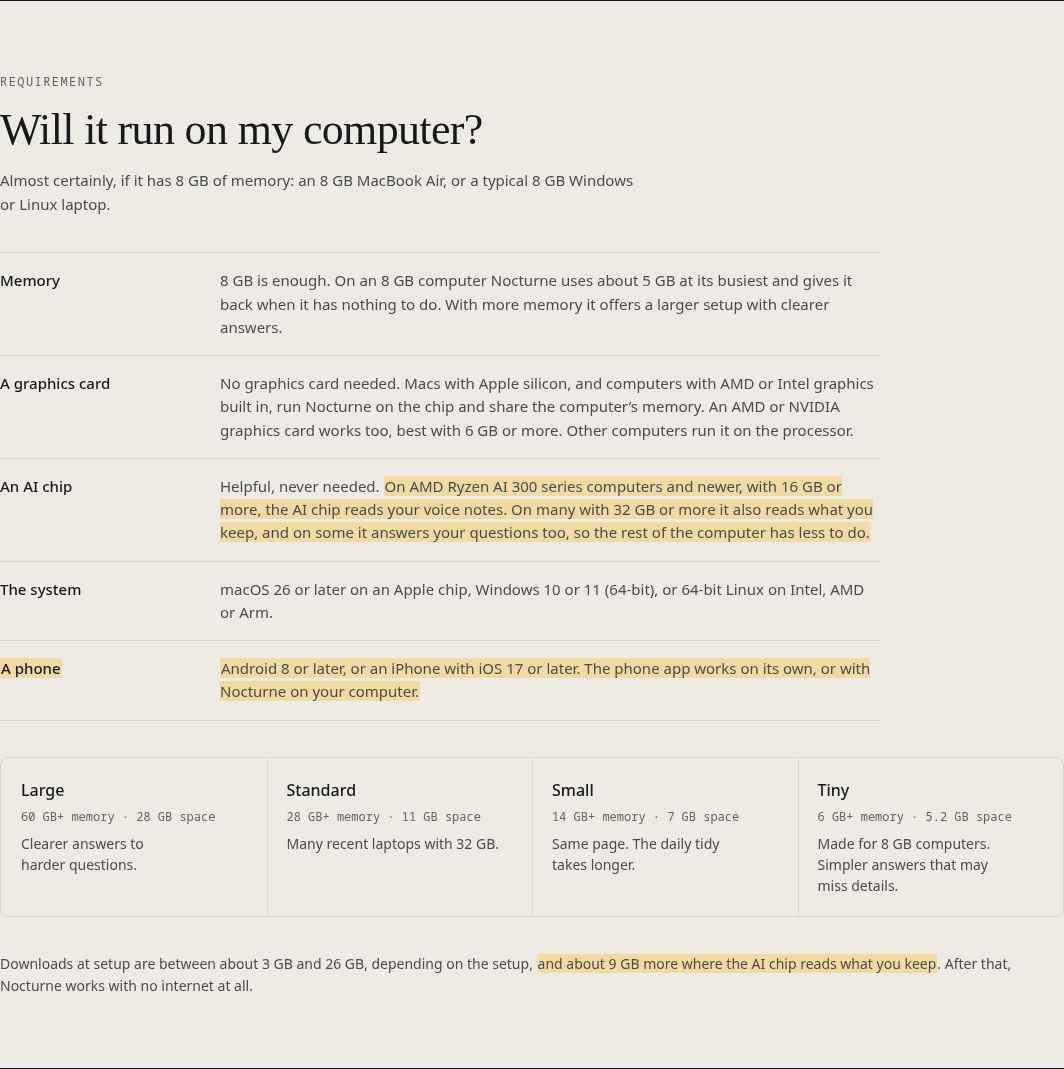 REQUIREMENTS
Will it run on my computer?
Almost certainly, if it has 8 GB of memory: an 8 GB MacBook Air, or a typical 8 GB Windows
or Linux laptop.
Memory
8 GB is enough. On an 8 GB computer Nocturne uses about 5 GB at its busiest and gives it
back when it has nothing to do. With more memory it offers a larger setup with clearer
answers.
A graphics card
No graphics card needed. Macs with Apple silicon, and computers with AMD or Intel graphics
built in, run Nocturne on the chip and share the computer’s memory. An AMD or NVIDIA
graphics card works too, best with 6 GB or more. Other computers run it on the processor.
An AI chip
Helpful, never needed. On AMD Ryzen AI 300 series computers and newer, with 16 GB or
more, the AI chip reads your voice notes. On many with 32 GB or more it also reads what you
keep, and on some it answers your questions too, so the rest of the computer has less to do.
The system
macOS 26 or later on an Apple chip, Windows 10 or 11 (64-bit), or 64-bit Linux on Intel, AMD
or Arm.
A phone
Android 8 or later, or an iPhone with iOS 17 or later. The phone app works on its own, or with
Nocturne on your computer.
Large
60 GB+ memory · 28 GB space
Clearer answers to
harder questions.
Standard
28 GB+ memory · 11 GB space
Many recent laptops with 32 GB.
Small
14 GB+ memory · 7 GB space
Same page. The daily tidy
takes longer.
Tiny
6 GB+ memory · 5.2 GB space
Made for 8 GB computers.
Simpler answers that may
miss details.
Downloads at setup are between about 3 GB and 26 GB, depending on the setup, and about 9 GB more where the AI chip reads what you keep. After that,
Nocturne works with no internet at all.